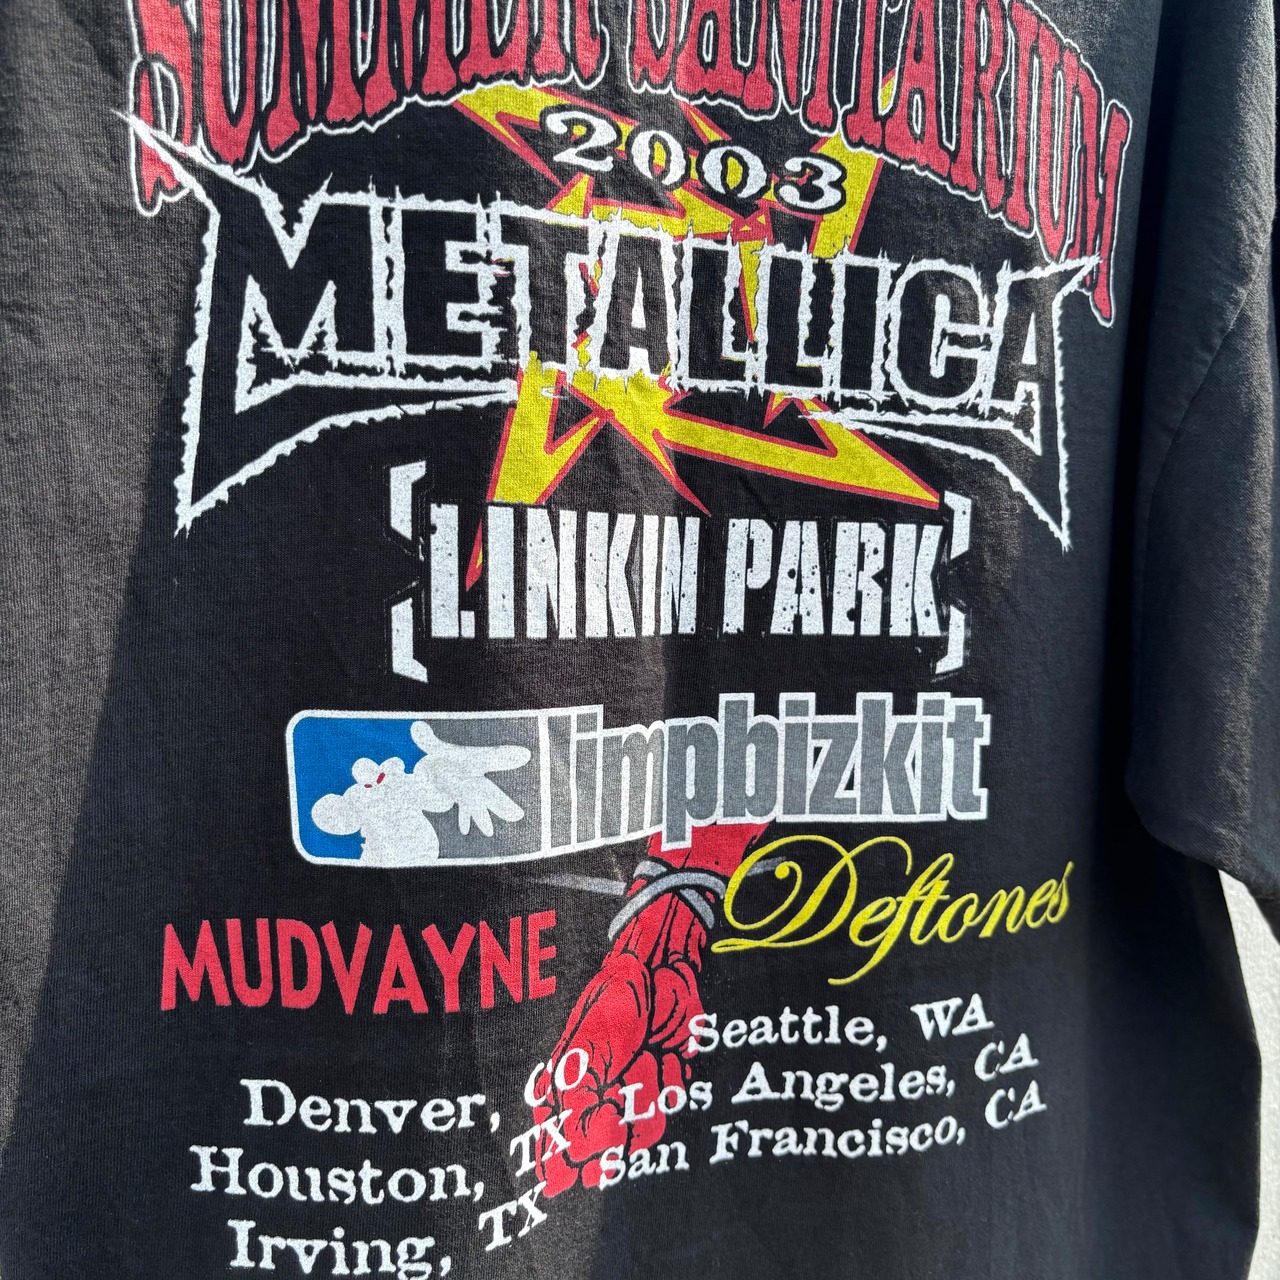 SUMMER SANITARIUM
2003
METALLICA
LINKIN PARK
limpbizkit
Deftones
MUDVAYNE
Seattle, WA
Denver, CO
Los Angeles, CA
Houston, TX
San Francisco, CA
Irving, TX